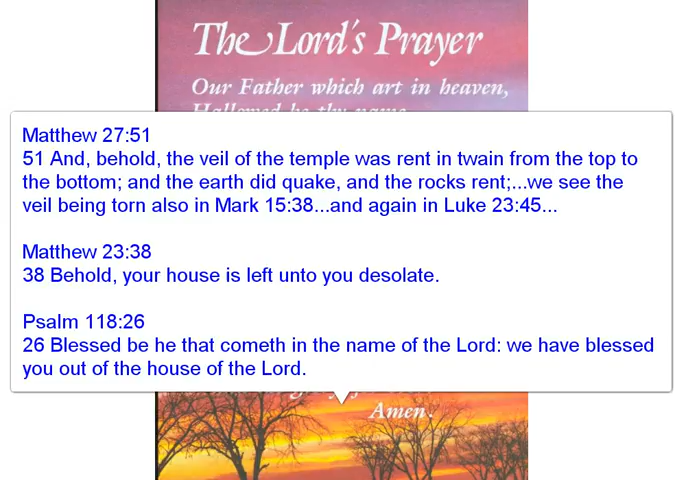 The Lord's Prayer
Our Father which art in heaven,
Hallowed be thy name
Matthew 27:51
51 And, behold, the veil of the temple was rent in twain from the top to
the bottom; and the earth did quake, and the rocks rent;...we see the
veil being torn also in Mark 15:38...and again in Luke 23:45...
Matthew 23:38
38 Behold, your house is left unto you desolate.
Psalm 118:26
26 Blessed be he that cometh in the name of the Lord: we have blessed
you out of the house of the Lord.
Amen.